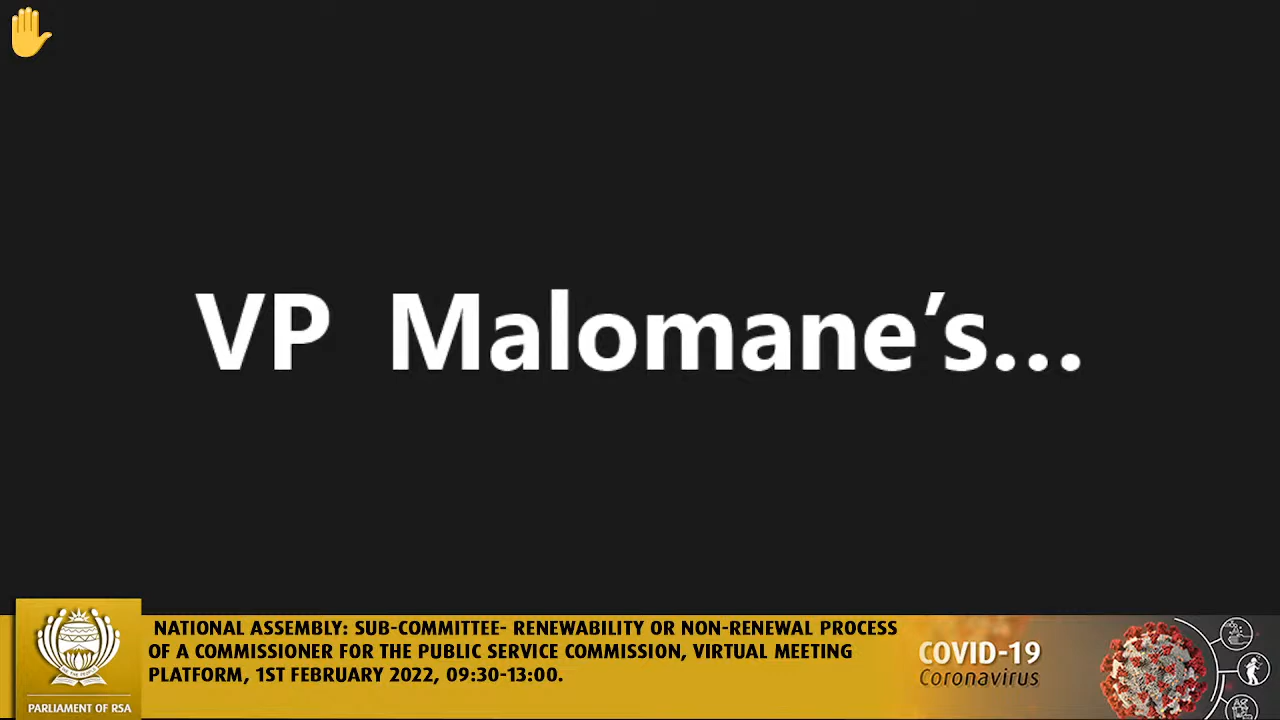 VP Malomane’s...
NATIONAL ASSEMBLY: SUB-COMMITTEE- RENEWABILITY OR NON-RENEWAL PROCESS
OF A COMMISSIONER FOR THE PUBLIC SERVICE COMMISSION, VIRTUAL MEETING
PLATFORM, 1ST FEBRUARY 2022, 09:30-13:00.
PARLIAMENT OF RSA
COVID-19
Coronavirus